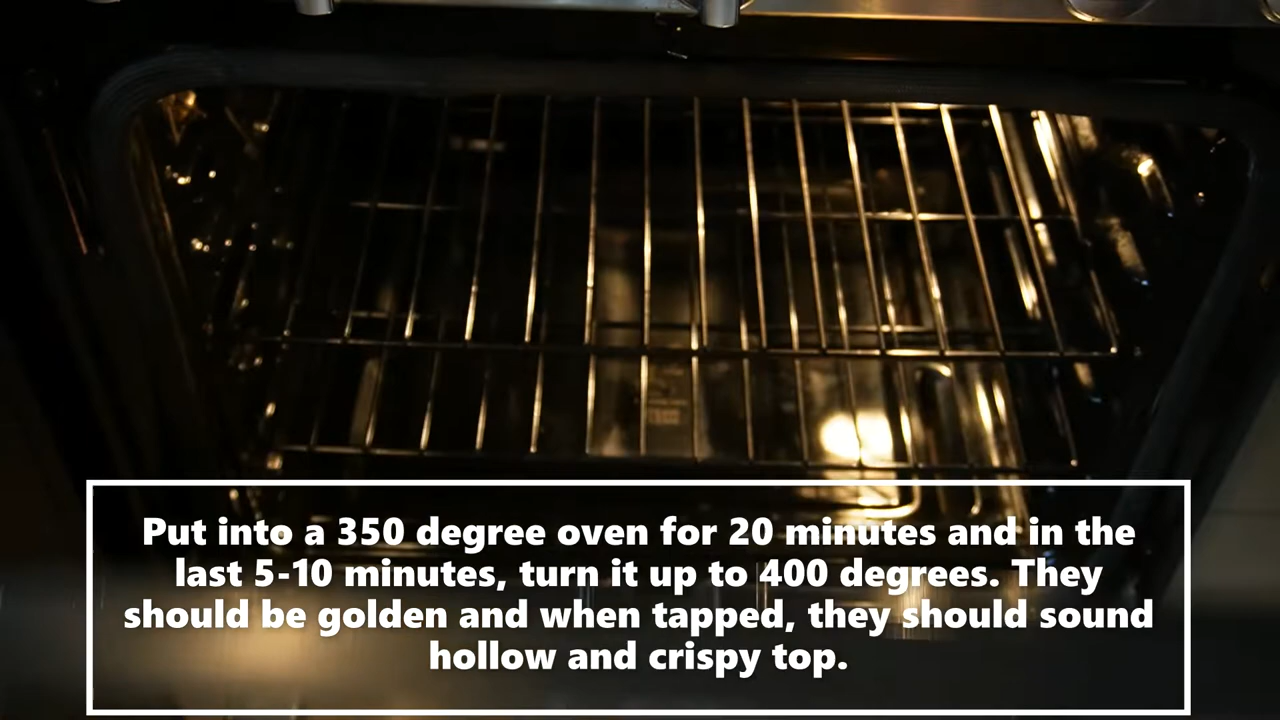 Put into a 350 degree oven for 20 minutes and in the
last 5-10 minutes, turn it up to 400 degrees. They
should be golden and when tapped, they should sound
hollow and crispy top.